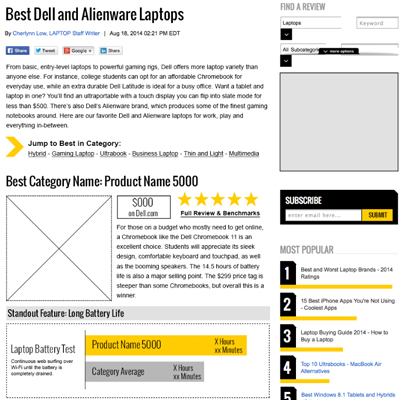 Best Dell and Alienware Laptops
By Cherlynn Low, LAPTOP Staff Writer | Aug 18, 2014 02:21 PM EDT
Share Tweet Share Google +
From basic, entry-level laptops to powerful gaming rigs, Dell offers more laptop variety than
anyone else. For instance, college students can opt for an affordable Chromebook for
everyday use, while an extra durable Dell Latitude is ideal for a busy office. Want a tablet and
laptop in one? You'll find an ultraportable with a touch display you can flip into slate mode for
less than $500. There's also Dell's Alienware brand, which produces some of the finest gaming
notebooks around. Here are our favorite Dell and Alienware laptops for work, play and
everything in-between.
Jump to Best in Category:
Hybrid - Gaming Laptop - Ultrabook - Business Laptop - Thin and Light - Multimedia
Best Category Name: Product Name 5000
$000
on Dell.com
Full Review & Benchmarks
For those on a budget who mostly need to get online,
a Chromebook like the Dell Chromebook 11 is an
excellent choice. Students will appreciate its sleek
design, comfortable keyboard and touchpad, as well
as the booming speakers. The 14.5 hours of battery
life is also a major selling point. The $299 price tag is
steeper than some Chromebooks, but overall this is a
winner.
Standout Feature: Long Battery Life
Laptop Battery Test
Continuous web surfing over
Wi-Fi until the battery is
completely drained.
Product Name 5000
X Hours
xx Minutes
Category Average
X Hours
xx Minutes
FIND A REVIEW
Laptops
Keyword
All Subcategor
more options
SUBSCRIBE
enter email here...
SUBMIT
MOST POPULAR
1 Best and Worst Laptop Brands - 2014
Ratings
2 15 Best iPhone Apps You're Not Using
- Coolest Apps
3 Laptop Buying Guide 2014 - How to
Buy a Laptop
4 Top 10 Ultrabooks - MacBook Air
Alternatives
5 Best Windows 8.1 Tablets and Hybrids